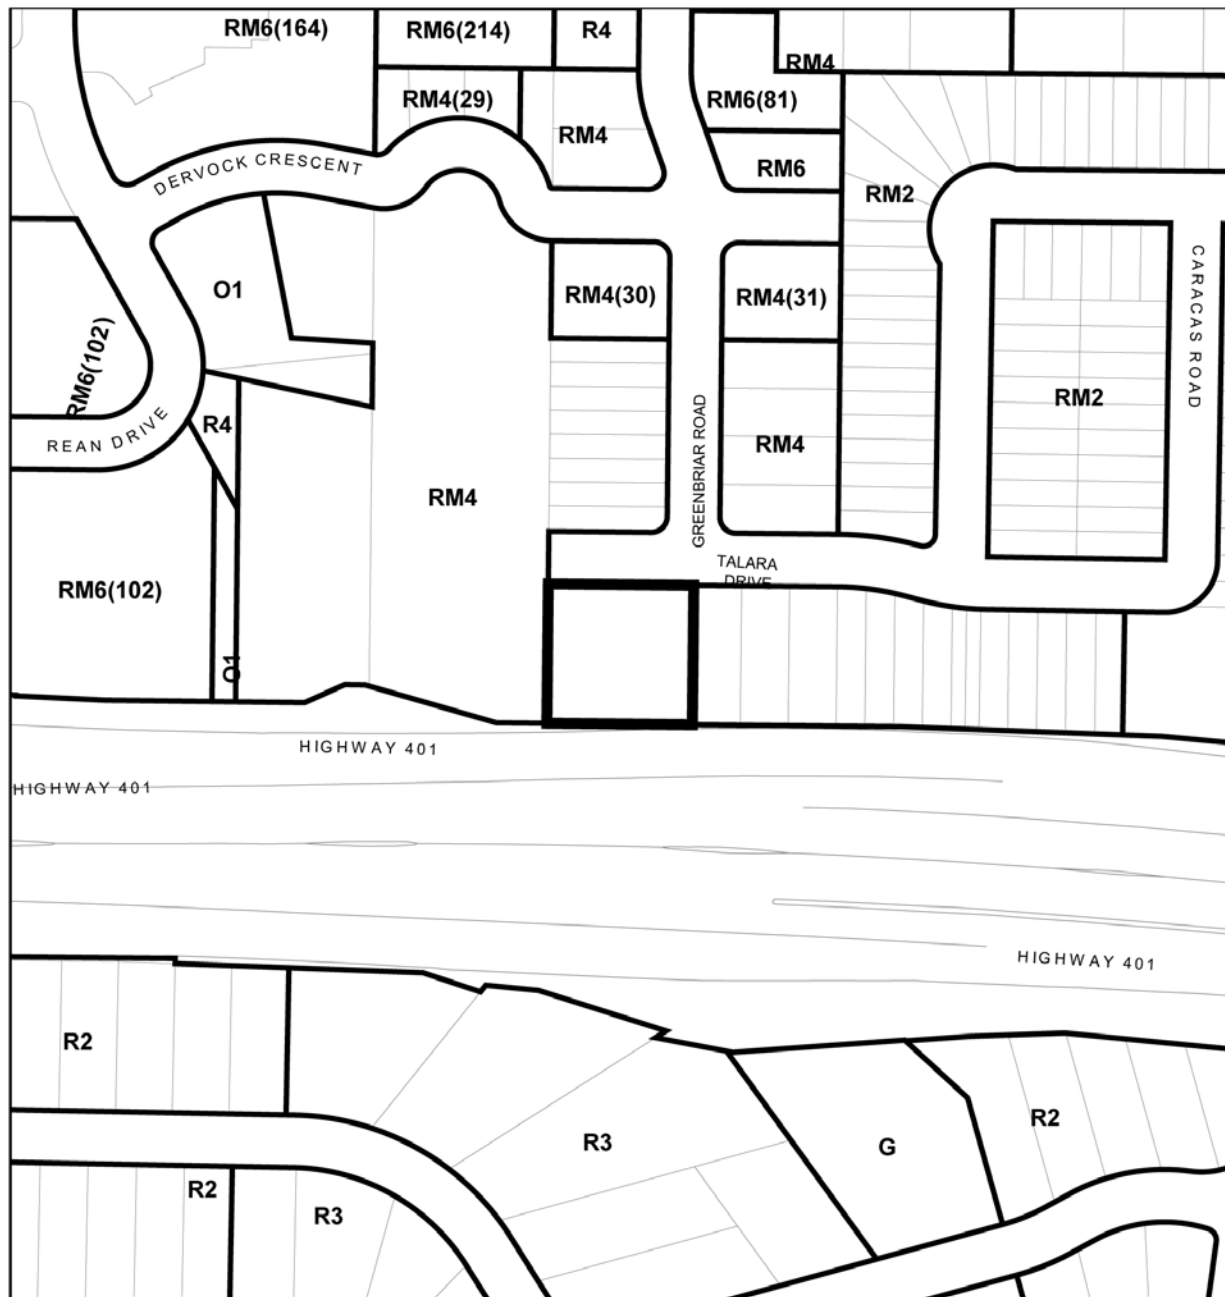 RM6(164)
RM6(214)
R4
RM4
RM4(29)
RM6(81)
RM4
DERVOCK CRESCENT
RM6
RM2
O1
RM4(30)
RM4(31)
CARACAS ROAD
RM6(102)
RM2
R4
REAN DRIVE
GREENBRIAR ROAD
RM4
RM4
TALARA
DRIVE
RM6(102)
O1
HIGHWAY 401
HIGHWAY 401
HIGHWAY 401
R2
R2
R3
G
R2
R3